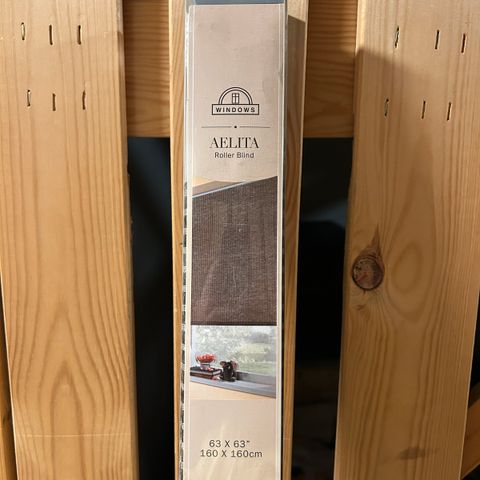 WINDOWS
AELITA
Roller Blind
63 X 63"
160 X 160cm